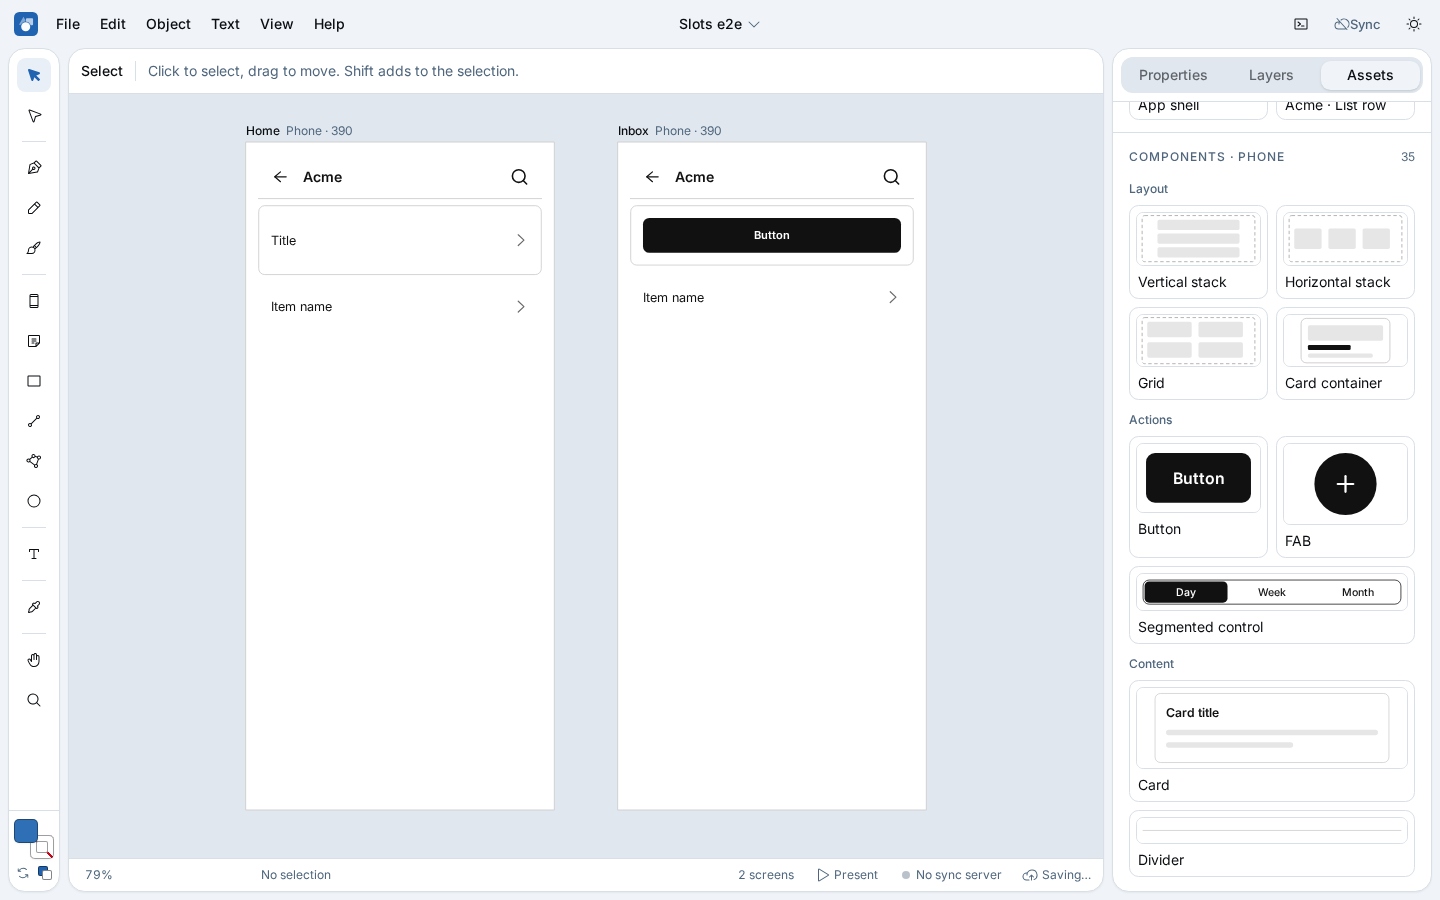 File Edit Object Text View Help
Slots e2e
Sync
Select
Click to select, drag to move. Shift adds to the selection.
Properties Layers Assets
App shell
Acme · List row
COMPONENTS · PHONE 35
Layout
Vertical stack
Horizontal stack
Grid
Card container
Actions
Button
Button
FAB
Day Week Month
Segmented control
Content
Card title
Card
Divider
Home Phone · 390
Acme
Title
Item name
Inbox Phone · 390
Acme
Button
Item name
79%
No selection
2 screens
Present
No sync server
Saving...